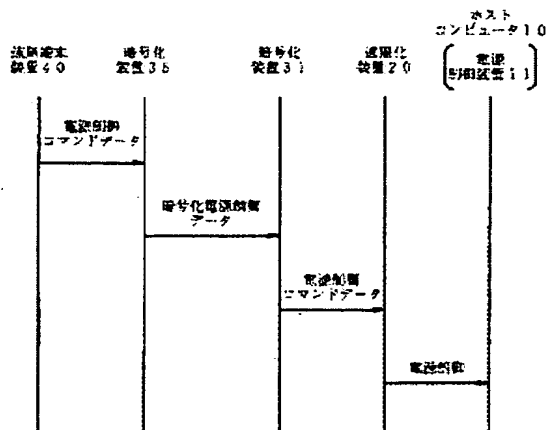 ホスト
コンピュータ10
遠隔端末
装置40
暗号化
装置35
暗号化
装置31
遠隔化
装置20
電源
制御装置11
電源制御
コマンドデータ
暗号化電源制御
データ
電源制御
コマンドデータ
電源制御